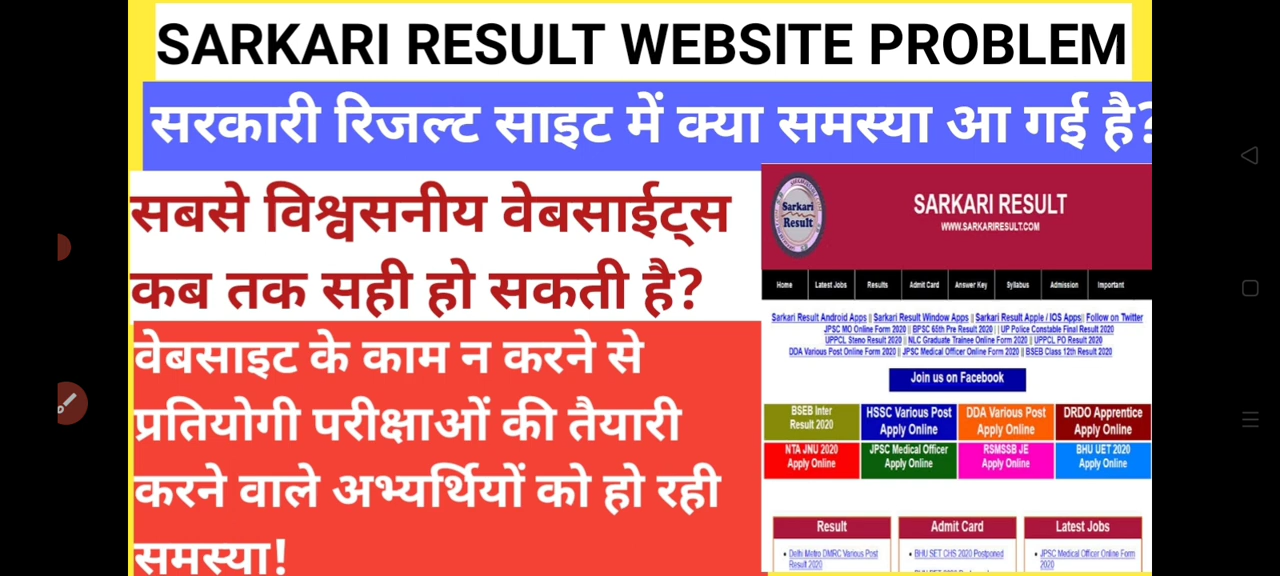 SARKARI RESULT WEBSITE PROBLEM
सरकारी रिजल्ट साइट में क्या समस्या आ गई है?
सबसे विश्वसनीय वेबसाईट्स
कब तक सही हो सकती है?
वेबसाइट के काम न करने से
प्रतियोगी परीक्षाओं की तैयारी
करने वाले अभ्यर्थियों को हो रही
समस्या!
Sarkari
Result
SARKARI RESULT
WWW.SARKARIRESULT.COM
Home Latest Jobs Results Admit Card Answer Key Syllabus Admission Important
Sarkari Result Android Apps || Sarkari Result Window Apps || Sarkari Result Apple / IOS Apps || Follow on Twitter
JPSC MO Online Form 2020 || BPSC 65th Pre Result 2020 || UP Police Constable Final Result 2020
UPPCL Steno Result 2020 || NLC Graduate Trainee Online Form 2020 || UPPCL PO Result 2020
DDA Various Post Online Form 2020 || JPSC Medical Officer Online Form 2020 || BSEB Class 12th Result 2020
Join us on Facebook
BSEB Inter HSSC Various Post DDA Various Post DRDO Apprentice
Result 2020 Apply Online Apply Online Apply Online
NTA JNU 2020 JPSC Medical Officer RSMSSB JE BHU UET 2020
Apply Online Apply Online Apply Online Apply Online
Result Admit Card Latest Jobs
Delhi Metro DMRC Various Post BHU SET CHS 2020 Postponed JPSC Medical Officer Online Form
Result 2020 2020